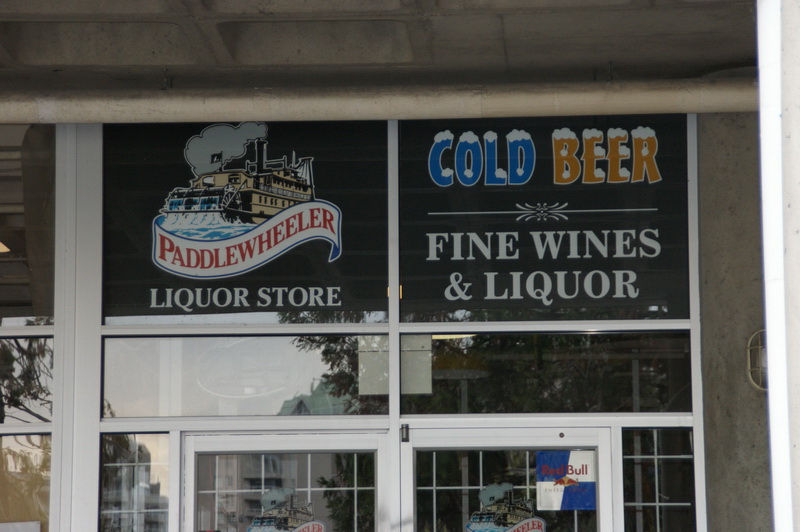 PADDLEWHEELER
LIQUOR STORE
COLD BEER
FINE WINES
& LIQUOR
Red Bull